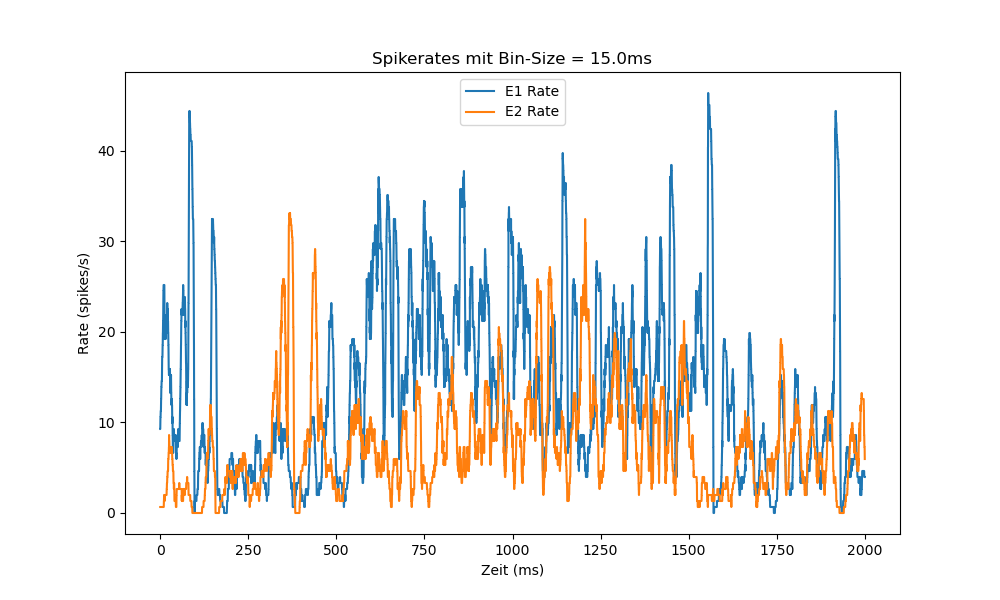 Spikerates mit Bin-Size = 15.0ms
E1 Rate
E2 Rate
40
30
20
10
0
Rate (spikes/s)
0 250 500 750 1000 1250 1500 1750 2000
Zeit (ms)